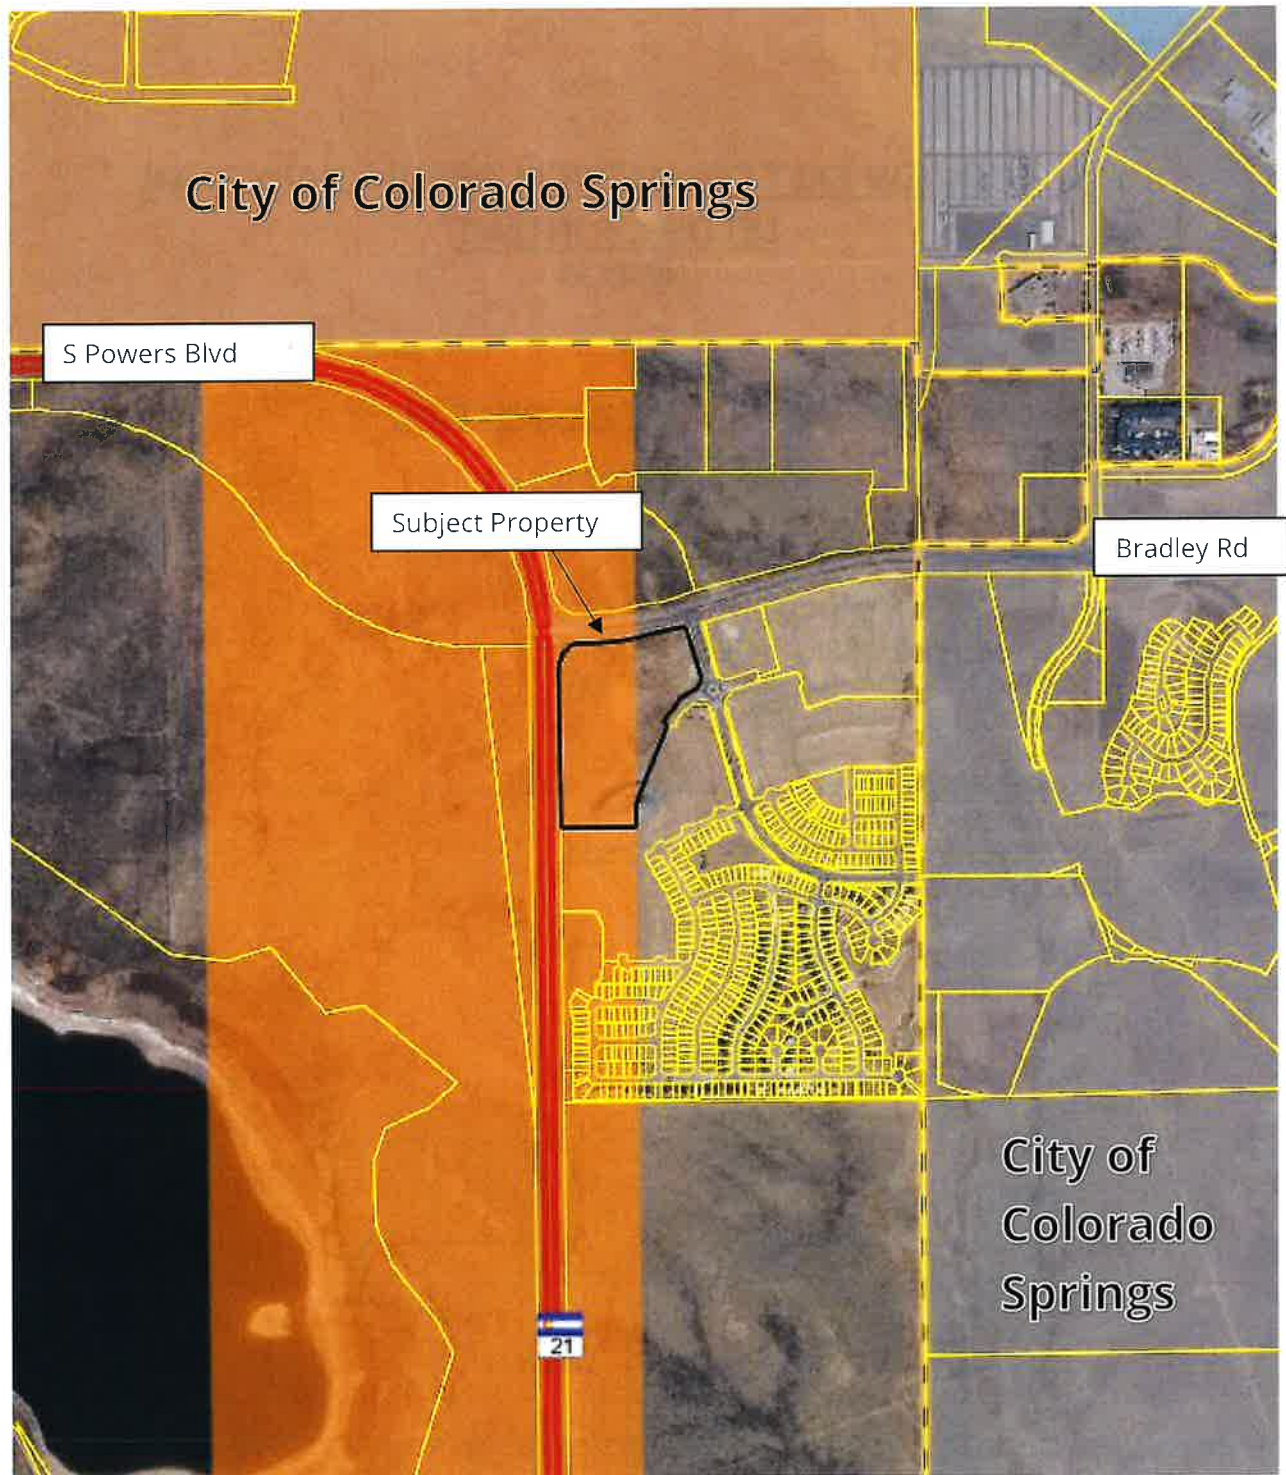 City of Colorado Springs
S Powers Blvd
Subject Property
Bradley Rd
City of
Colorado
Springs
21